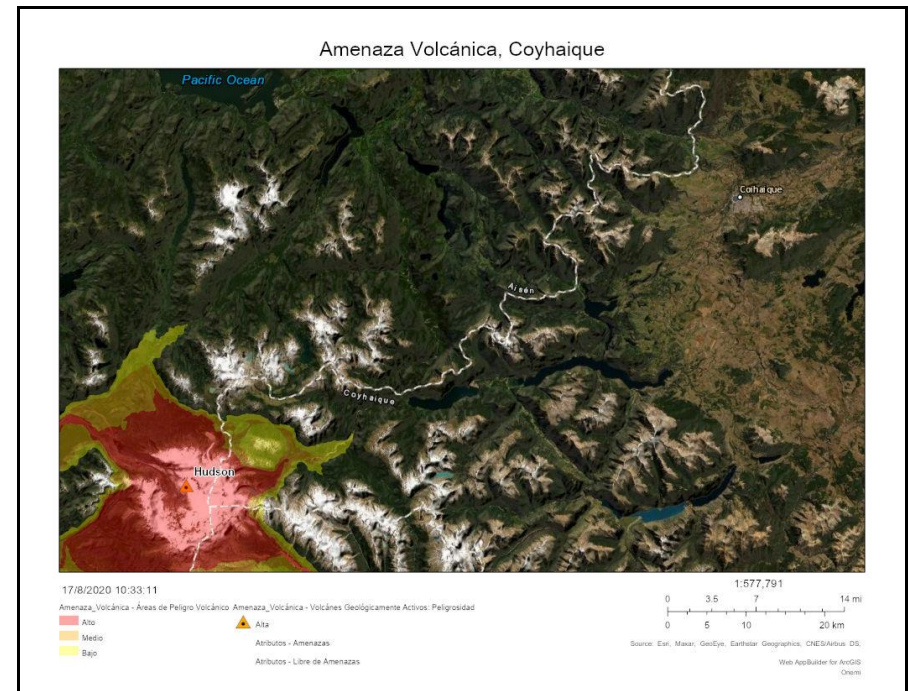 Amenaza Volcánica, Coyhaique
Pacific Ocean
Coihaique
Aisén
Coyhaique
Hudson
17/8/2020 10:33:11
1:577,791
0 3.5 7 14 mi
0 5 10 20 km
Amenaza_Volcánica - Áreas de Peligro Volcánico
Alto
Medio
Bajo
Amenaza_Volcánica - Volcánes Geológicamente Activos: Peligrosidad
Alta
Atributos - Amenazas
Atributos - Libre de Amenazas
Source: Esri, Maxar, GeoEye, Earthstar Geographics, CNES/Airbus DS,
Web AppBuilder for ArcGIS
Onemi